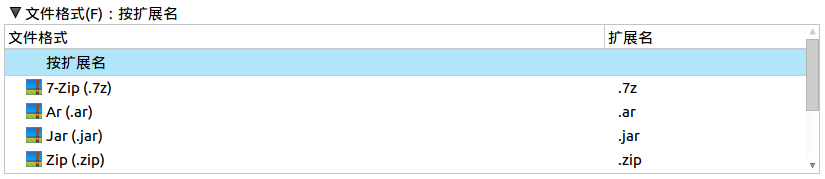 文件格式(F)：按扩展名
文件格式 扩展名
按扩展名
7-Zip (.7z) .7z
Ar (.ar) .ar
Jar (.jar) .jar
Zip (.zip) .zip